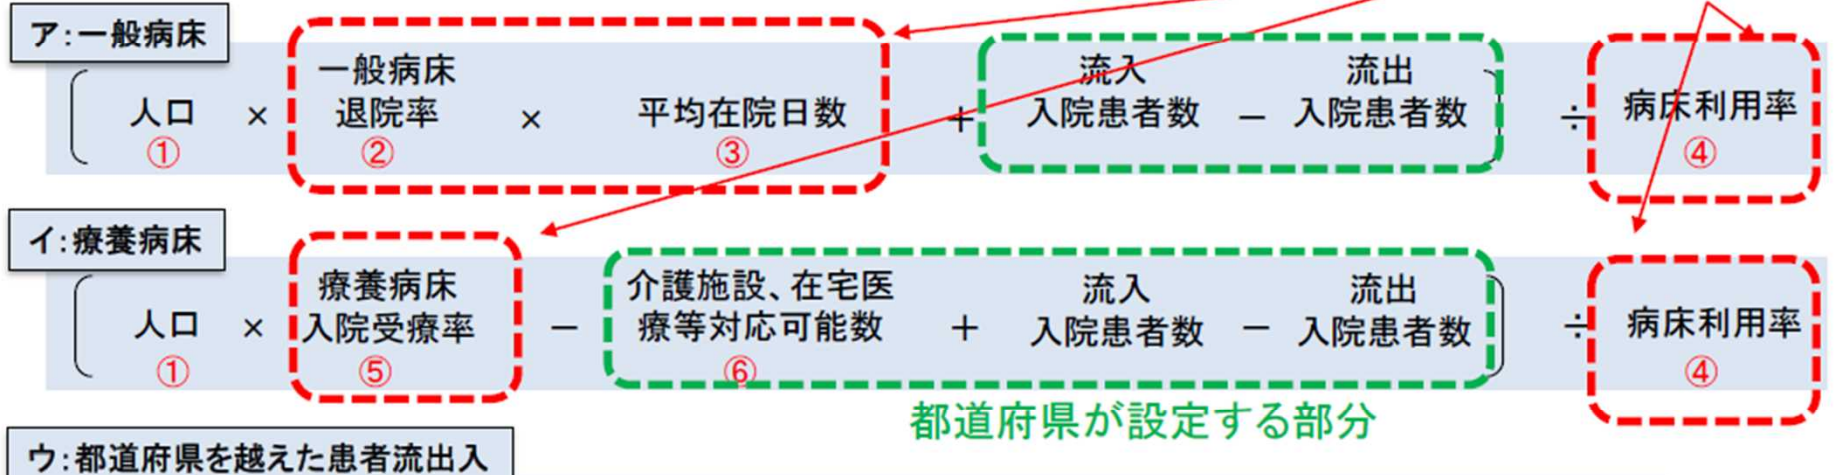 ア:一般病床
( 人口 × 一般病床退院率 × 平均在院日数 + 流入入院患者数 − 流出入院患者数 ) ÷ 病床利用率
① ② ③ ④
イ:療養病床
( 人口 × 療養病床入院受療率 − 介護施設、在宅医療等対応可能数 + 流入入院患者数 − 流出入院患者数 ) ÷ 病床利用率
① ⑤ ⑥ ④
都道府県が設定する部分
ウ:都道府県を越えた患者流出入